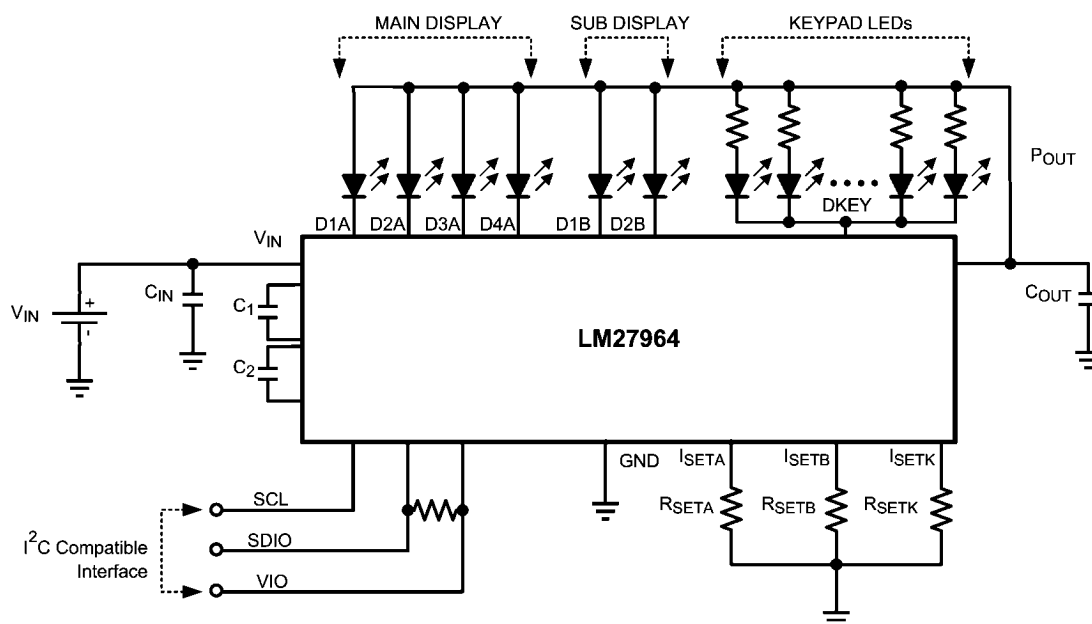 MAIN DISPLAY
SUB DISPLAY
KEYPAD LEDs
POUT
DKEY
D1A
D2A
D3A
D4A
D1B
D2B
VIN
CIN
C1
VIN
+
-
COUT
LM27964
C2
GND
ISETA
ISETB
ISETK
SCL
RSETA
RSETB
RSETK
I2C Compatible
Interface
SDIO
VIO